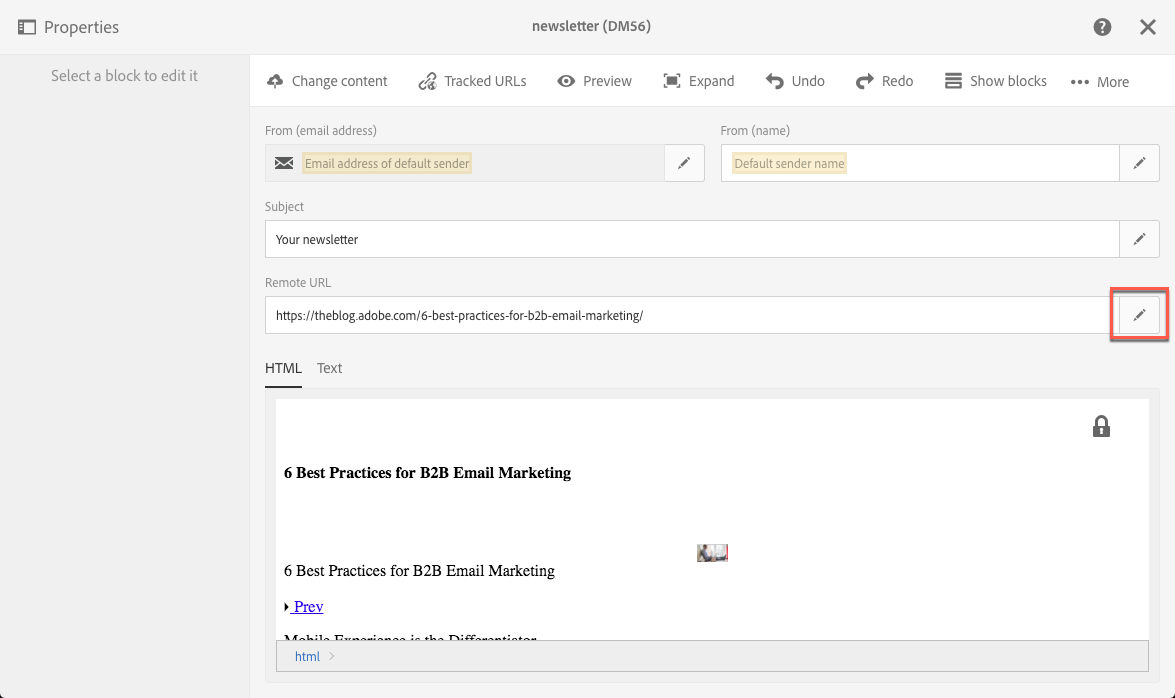 Properties
newsletter (DM56)
Select a block to edit it
Change content
Tracked URLs
Preview
Expand
Undo
Redo
Show blocks
More
From (email address)
From (name)
Email address of default sender
Default sender name
Subject
Your newsletter
Remote URL
https://theblog.adobe.com/6-best-practices-for-b2b-email-marketing/
HTML
Text
6 Best Practices for B2B Email Marketing
6 Best Practices for B2B Email Marketing
Prev
Mobile Experience is the Differentiator
html